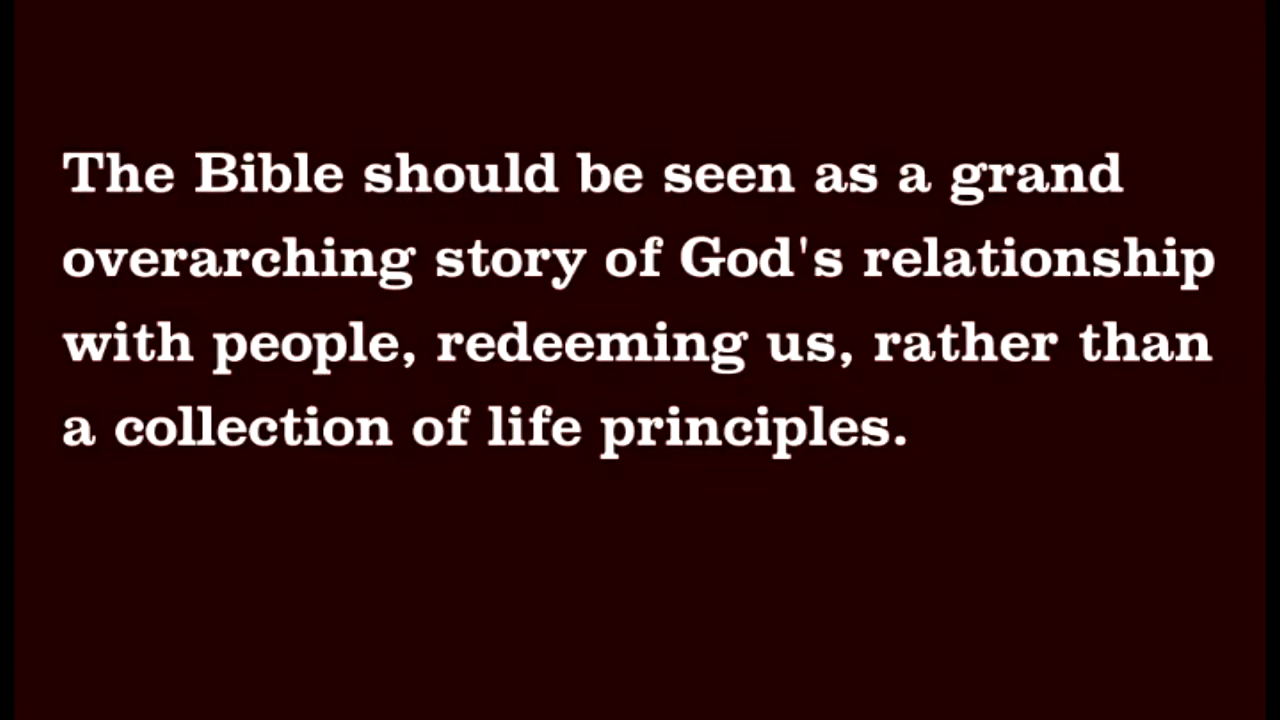 The Bible should be seen as a grand
overarching story of God's relationship
with people, redeeming us, rather than
a collection of life principles.